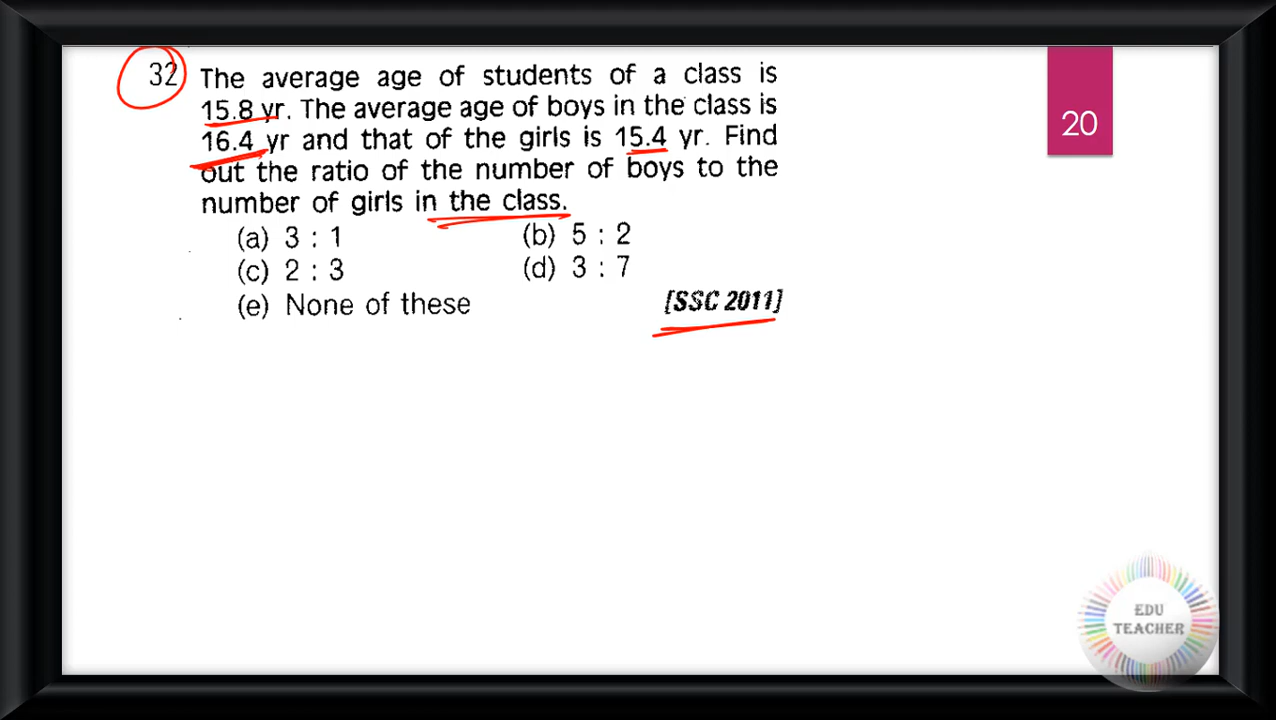 32 The average age of students of a class is
15.8 yr. The average age of boys in the class is
16.4 yr and that of the girls is 15.4 yr. Find
out the ratio of the number of boys to the
number of girls in the class.
(a) 3 : 1 (b) 5 : 2
(c) 2 : 3 (d) 3 : 7
(e) None of these [SSC 2011]
20
EDU
TEACHER